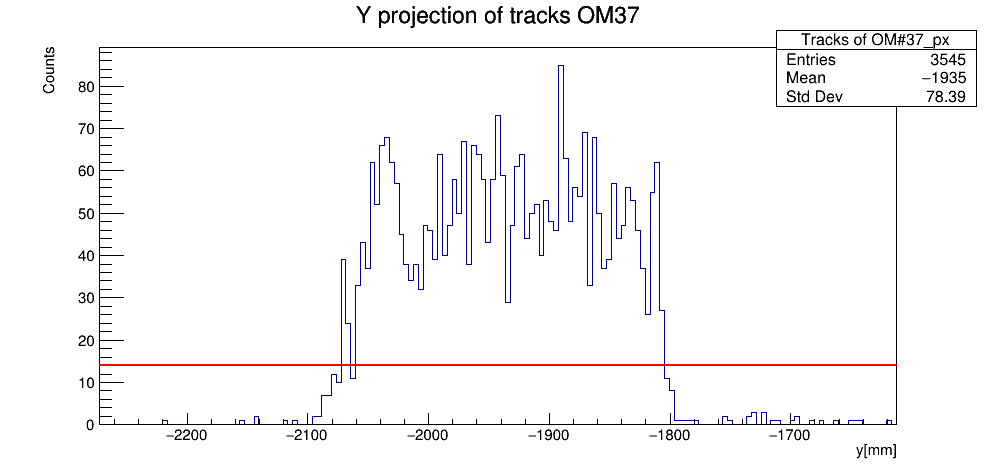 Y projection of tracks OM37
Tracks of OM#37_px
Entries 3545
Mean −1935
Std Dev 78.39
Counts
80
70
60
50
40
30
20
10
0
−2200 −2100 −2000 −1900 −1800 −1700
y[mm]